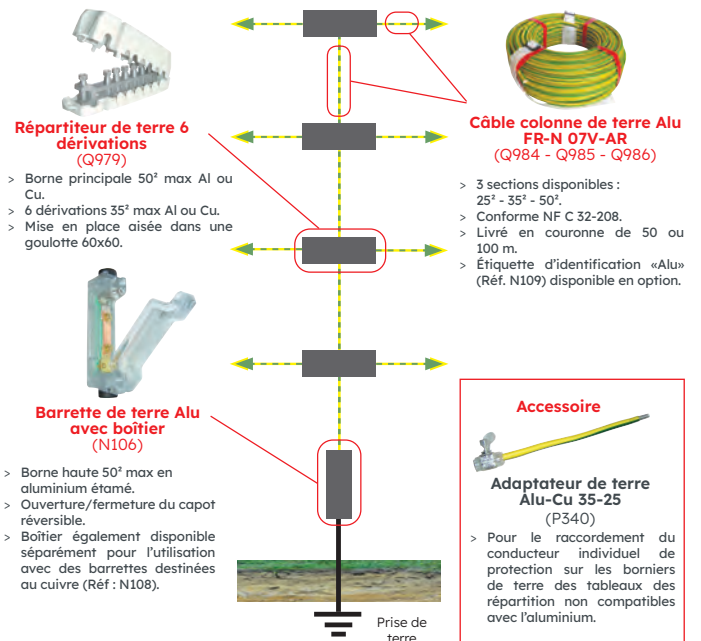 Répartiteur de terre 6
dérivations
(Q979)
> Borne principale 50² max Al ou
Cu.
> 6 dérivations 35² max Al ou Cu.
> Mise en place aisée dans une
goulotte 60x60.
Câble colonne de terre Alu
FR-N 07V-AR
(Q984 - Q985 - Q986)
> 3 sections disponibles :
25² - 35² - 50².
> Conforme NF C 32-208.
> Livré en couronne de 50 ou
100 m.
> Étiquette d'identification «Alu»
(Réf. N109) disponible en option.
Barrette de terre Alu
avec boîtier
(N106)
> Borne haute 50² max en
aluminium étamé.
> Ouverture/fermeture du capot
réversible.
> Boîtier également disponible
séparément pour l'utilisation
avec des barrettes destinées
au cuivre (Réf : N108).
Accessoire
Adaptateur de terre
Alu-Cu 35-25
(P340)
> Pour le raccordement du
conducteur individuel de
protection sur les borniers
de terre des tableaux des
répartition non compatibles
avec l'aluminium.
Prise de
terre